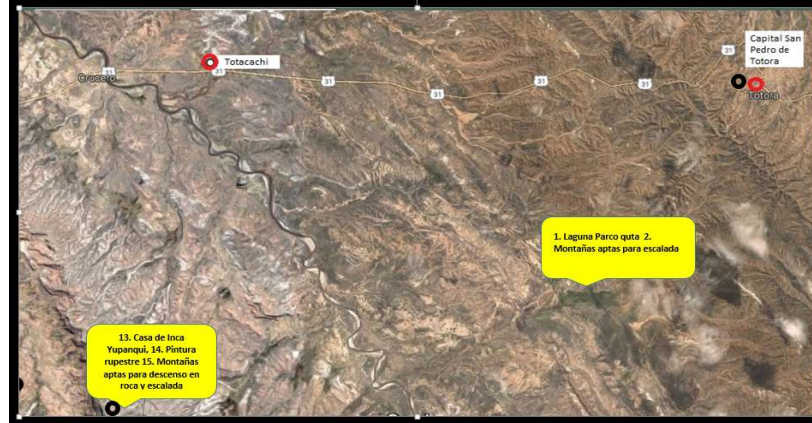 Capital San
Pedro de
Totora
31
Totacachi
31
31
Crucero
31
31
31
31
Totora
1. Laguna Parco quta 2.
Montañas aptas para escalada
13. Casa de Inca
Yupanqui, 14. Pintura
rupestre 15. Montañas
aptas para descenso en
roca y escalada